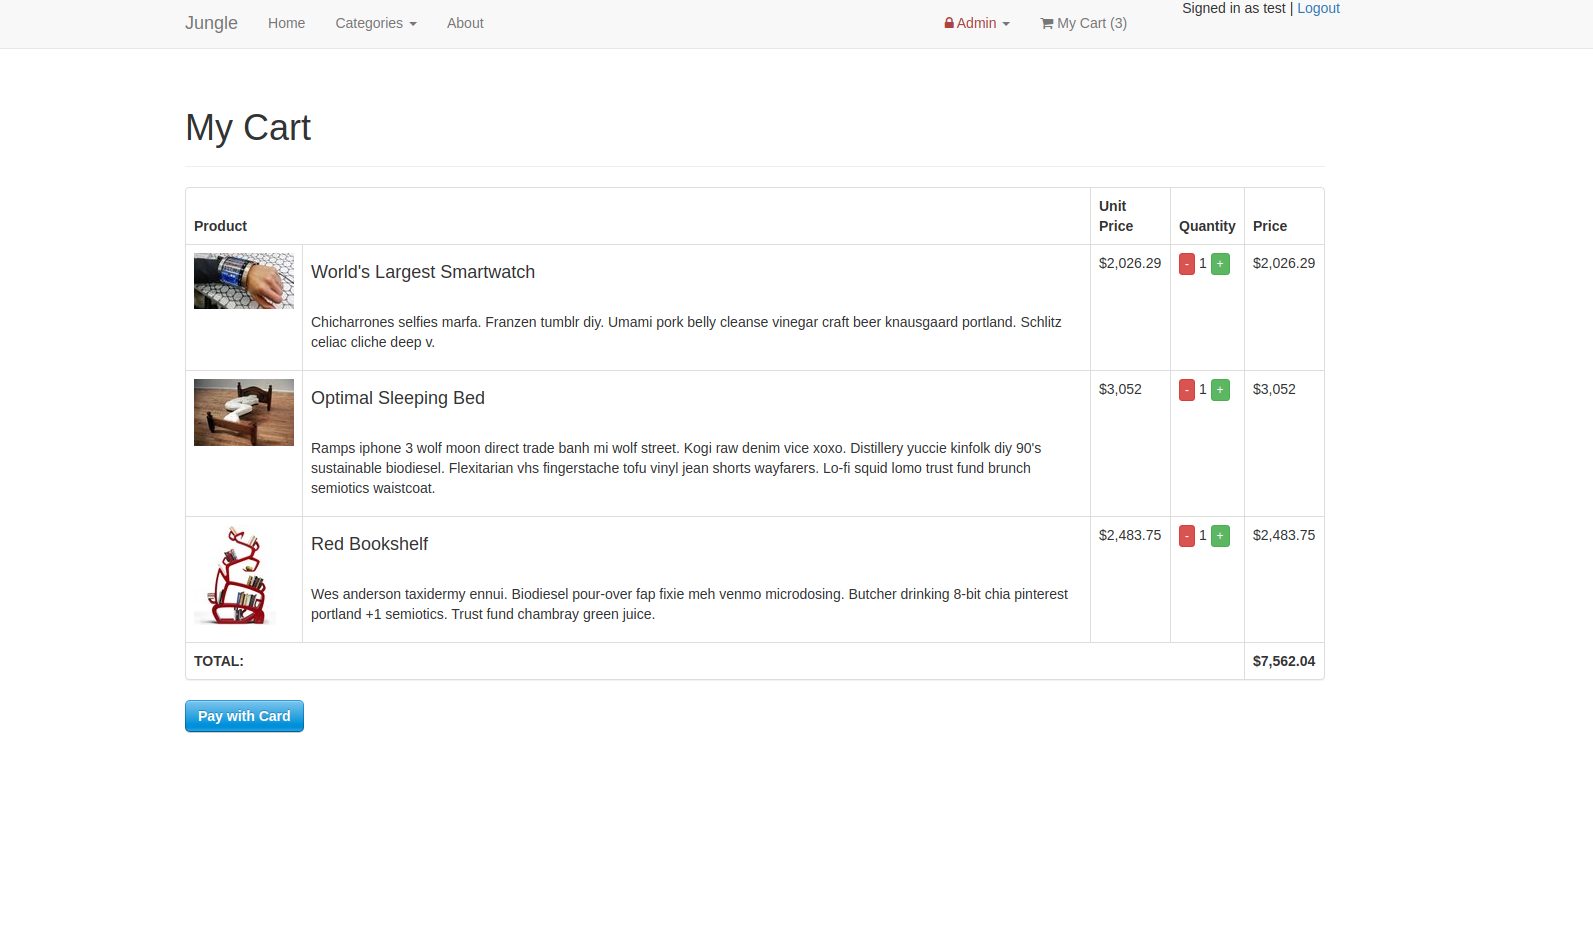 Jungle Home Categories About Admin My Cart (3) Signed in as test | Logout
My Cart
Product Unit Price Quantity Price
World's Largest Smartwatch $2,026.29 - 1 + $2,026.29
Chicharrones selfies marfa. Franzen tumblr diy. Umami pork belly cleanse vinegar craft beer knausgaard portland. Schlitz
celiac cliche deep v.
Optimal Sleeping Bed $3,052 - 1 + $3,052
Ramps iphone 3 wolf moon direct trade banh mi wolf street. Kogi raw denim vice xoxo. Distillery yuccie kinfolk diy 90's
sustainable biodiesel. Flexitarian vhs fingerstache tofu vinyl jean shorts wayfarers. Lo-fi squid lomo trust fund brunch
semiotics waistcoat.
Red Bookshelf $2,483.75 - 1 + $2,483.75
Wes anderson taxidermy ennui. Biodiesel pour-over fap fixie meh venmo microdosing. Butcher drinking 8-bit chia pinterest
portland +1 semiotics. Trust fund chambray green juice.
TOTAL: $7,562.04
Pay with Card